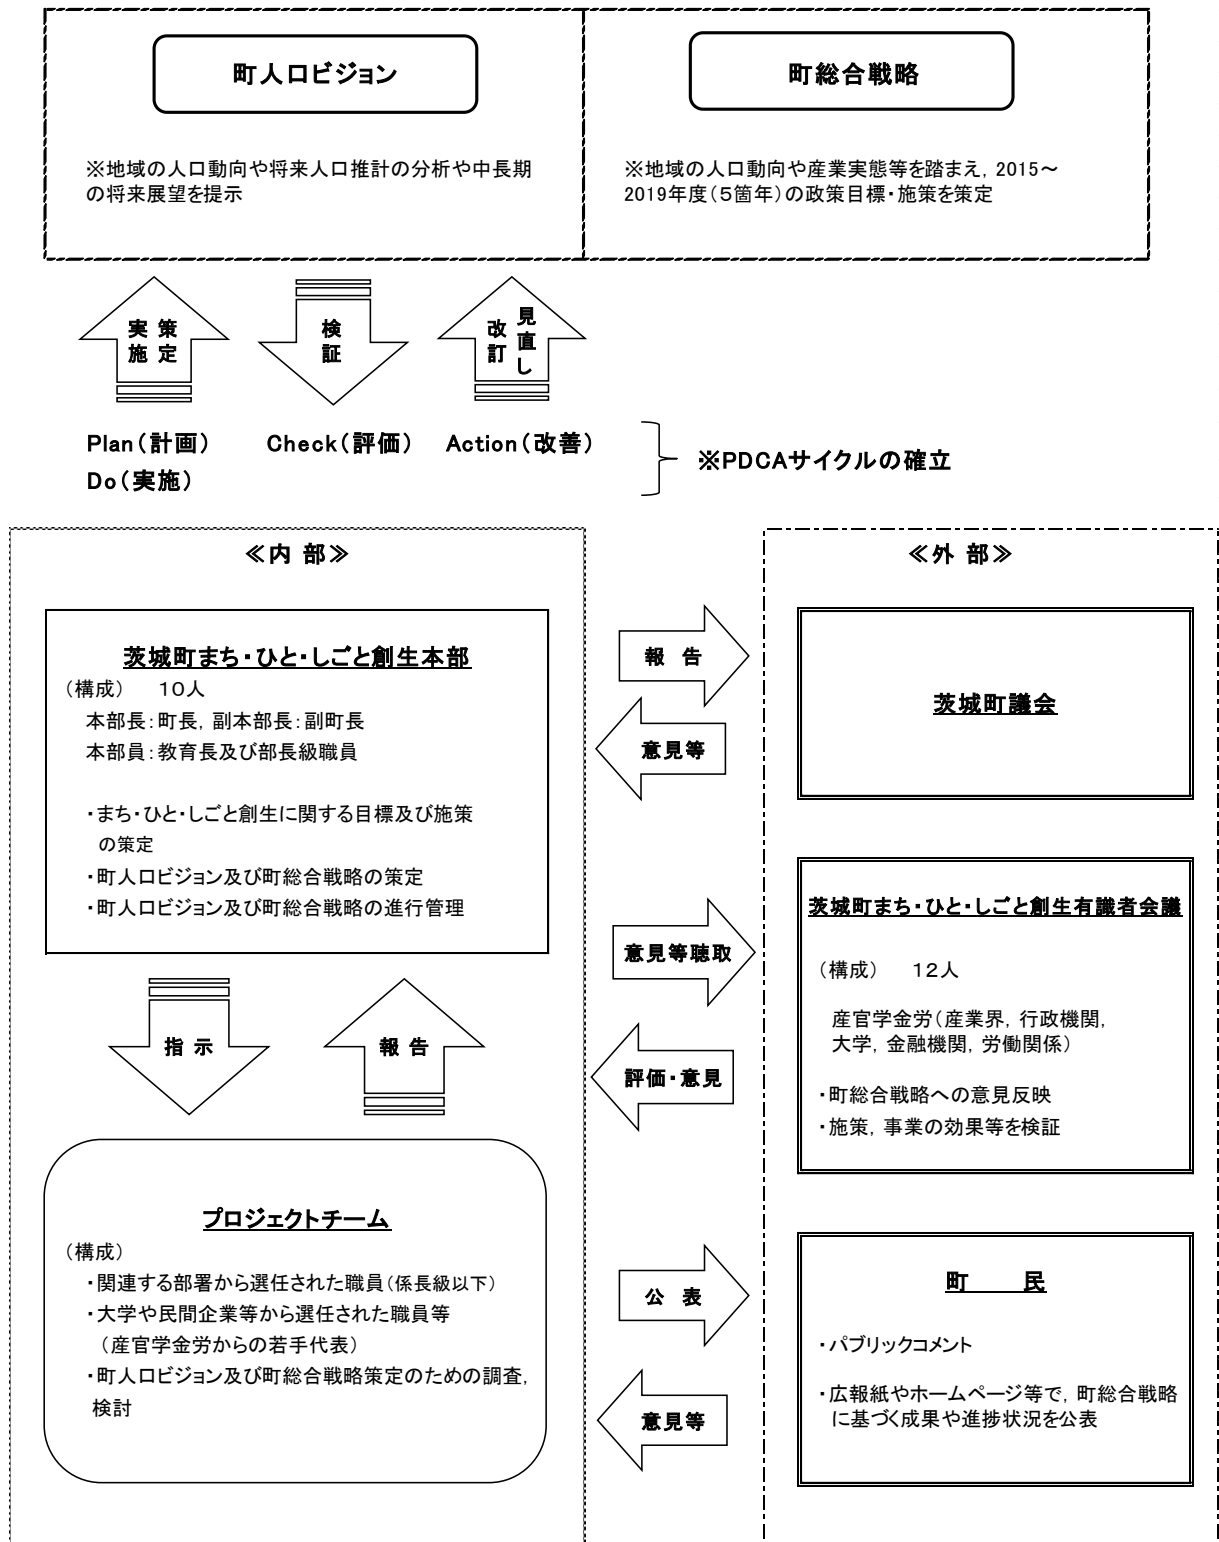 町人口ビジョン
※地域の人口動向や将来人口推計の分析や中長期
の将来展望を提示
町総合戦略
※地域の人口動向や産業実態等を踏まえ，2015～
2019年度（５箇年）の政策目標・施策を策定
策定
実施
検証
見直し
改訂
Plan（計画）
Do（実施）
Check（評価）
Action（改善）
※PDCAサイクルの確立
≪内 部≫
茨城町まち・ひと・しごと創生本部
（構成）　１０人
本部長：町長，副本部長：副町長
本部員：教育長及び部長級職員
・まち・ひと・しごと創生に関する目標及び施策
の策定
・町人口ビジョン及び町総合戦略の策定
・町人口ビジョン及び町総合戦略の進行管理
指 示
報 告
プロジェクトチーム
（構成）
・関連する部署から選任された職員（係長級以下）
・大学や民間企業等から選任された職員等
（産官学金労からの若手代表）
・町人口ビジョン及び町総合戦略策定のための調査，
検討
報 告
意見等
意見等聴取
評価・意見
公 表
意見等
≪外 部≫
茨城町議会
茨城町まち・ひと・しごと創生有識者会議
（構成）　１２人
産官学金労（産業界，行政機関，
大学，金融機関，労働関係）
・町総合戦略への意見反映
・施策，事業の効果等を検証
町　　民
・パブリックコメント
・広報紙やホームページ等で，町総合戦略
に基づく成果や進捗状況を公表